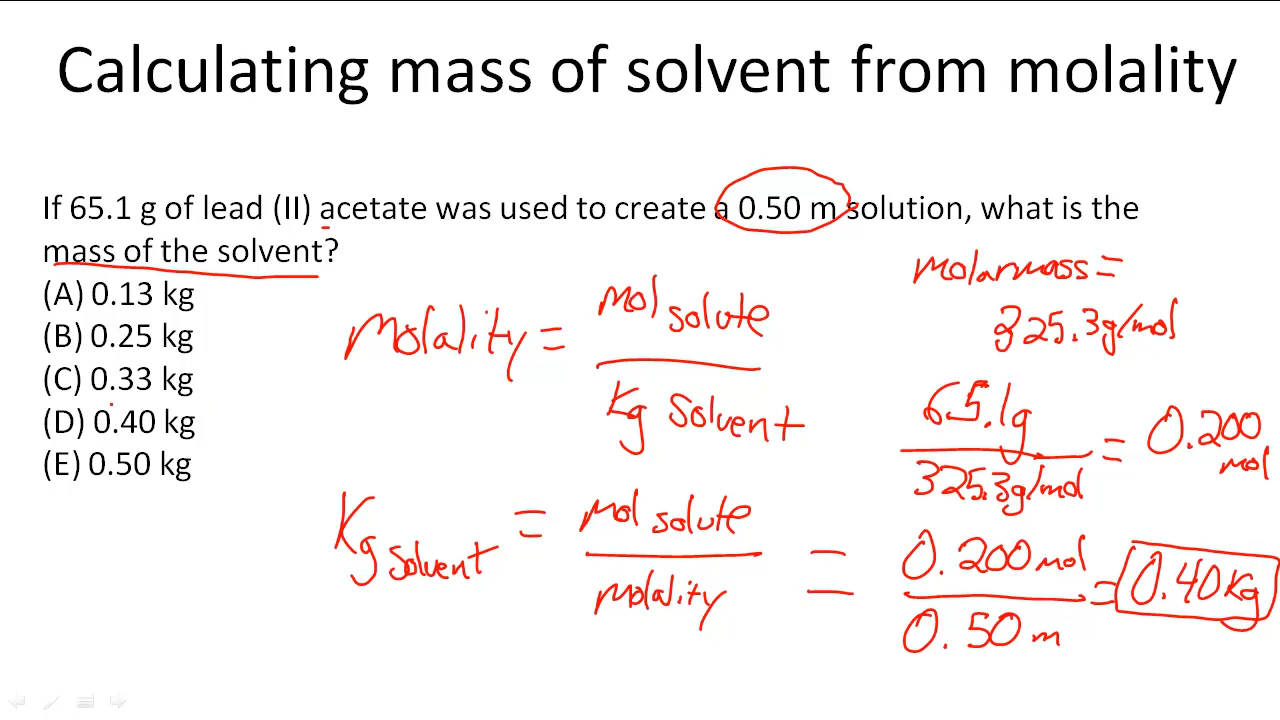 Calculating mass of solvent from molality
If 65.1 g of lead (II) acetate was used to create a 0.50 m solution, what is the
mass of the solvent?
(A) 0.13 kg
(B) 0.25 kg
(C) 0.33 kg
(D) 0.40 kg
(E) 0.50 kg
molality = mol solute
Kg solvent
molarmass =
325.3g/mol
65.1g
325.3g/mol
= 0.200
mol
Kg solvent = mol solute
molality
= 0.200 mol
0.50 m
= 0.40Kg